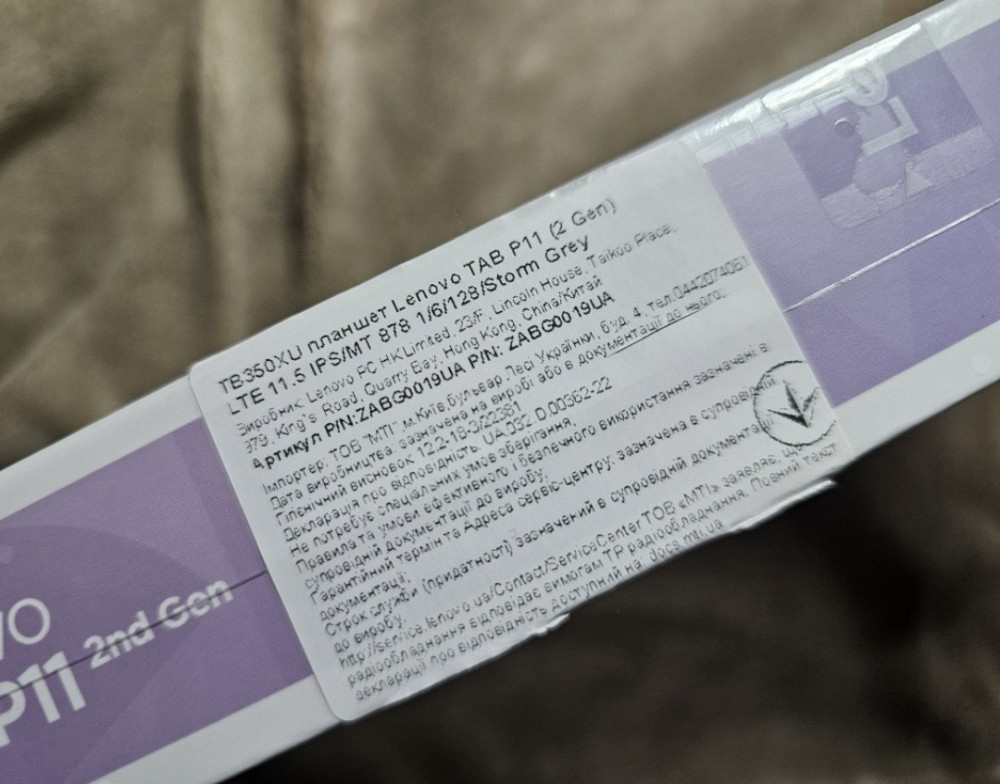 TB350XU планшет Lenovo TAB P11 (2 Gen)
LTE 11.5 IPS/MT 878 1/6/128/Storm Grey
Виробник: Lenovo PC HK Limited, 23/F, Lincoln House, Taikoo Place,
979, King's Road, Quarry Bay, Hong Kong, China/Китай
Артикул PIN:ZABG0019UA PIN: ZABG0019UA
Імпортер: ТОВ "МТІ", м.Київ,бульвар Лесі Українки, буд. 4, тел.0442074061
Дата виробництва, зазначена на виробі або в документації до нього;
Гігієнічний висновок 12.2-18-3/22381
Декларація про відповідність, UA.032.D.00362-22
Не потребує спеціальних умов зберігання;
Правила та умови ефективного і безпечного використання зазначені в
супровідній документації до виробу.
Гарантійний термін та Адреса сервіс-центру, зазначена в супровідній
документації;
Строк служби (придатності) зазначений в супровідній документації
до виробу.
http://service.lenovo.ua/Contact/ServiceCenter ТОВ «МТІ» заявляє, що
радіообладнання відповідає вимогам ТР радіообладнання. Повний текст
декларації про відповідність доступний на: docs.mti.ua
vo
P11 2nd Gen